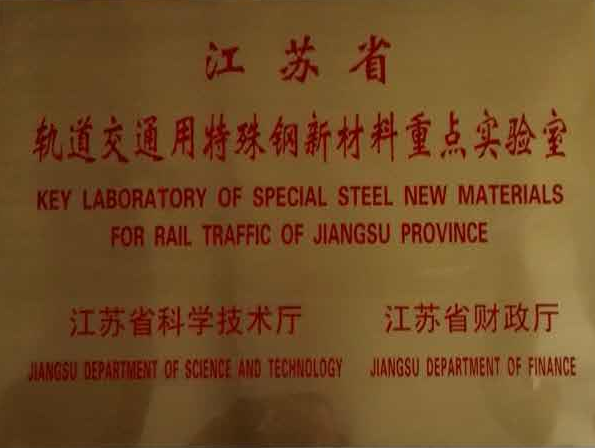 江苏省
轨道交通用特殊钢新材料重点实验室
KEY LABORATORY OF SPECIAL STEEL NEW MATERIALS
FOR RAIL TRAFFIC OF JIANGSU PROVINCE
江苏省科学技术厅 江苏省财政厅
JIANGSU DEPARTMENT OF SCIENCE AND TECHNOLOGY JIANGSU DEPARTMENT OF FINANCE